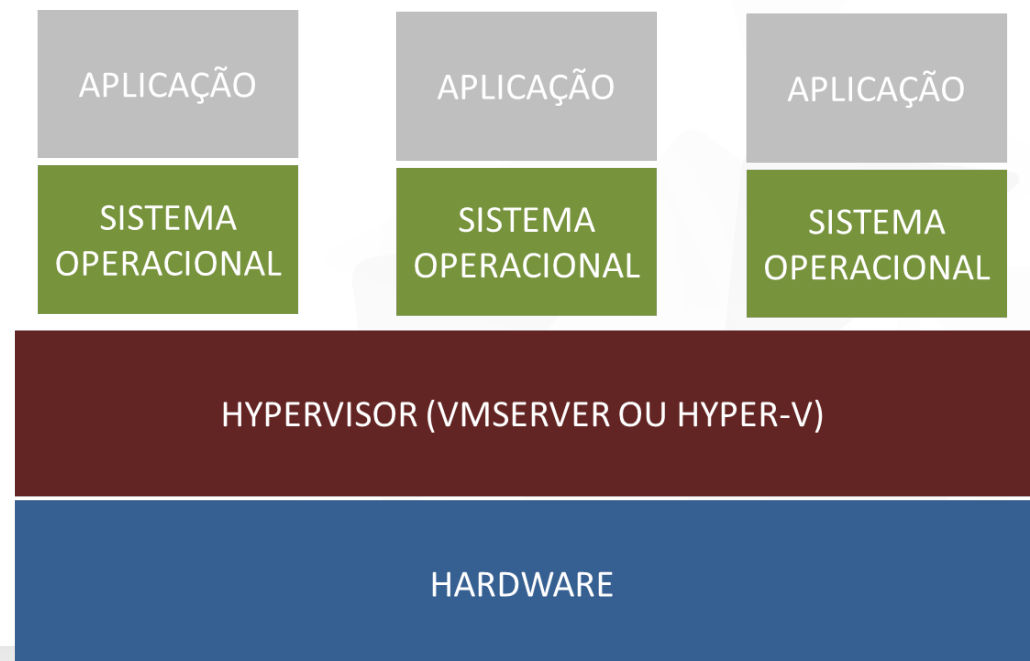 APLICAÇÃO
APLICAÇÃO
APLICAÇÃO
SISTEMA
OPERACIONAL
SISTEMA
OPERACIONAL
SISTEMA
OPERACIONAL
HYPERVISOR (VMSERVER OU HYPER-V)
HARDWARE